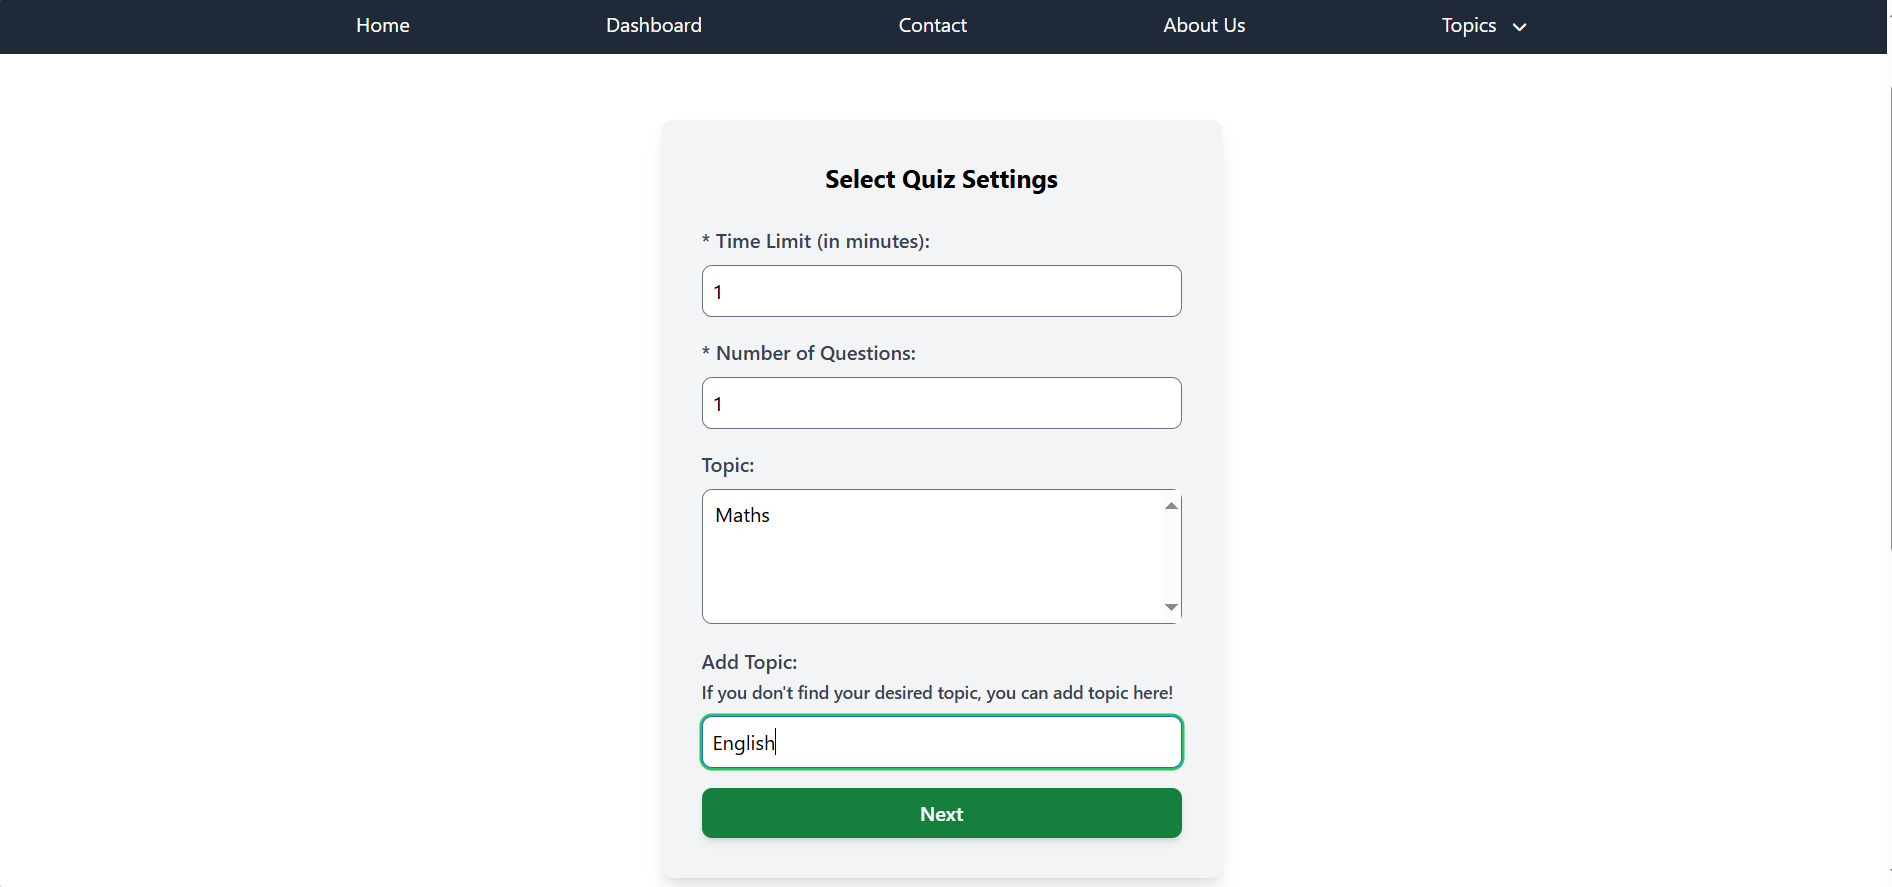 Home Dashboard Contact About Us Topics
Select Quiz Settings
* Time Limit (in minutes):
1
* Number of Questions:
1
Topic:
Maths
Add Topic:
If you don't find your desired topic, you can add topic here!
English
Next